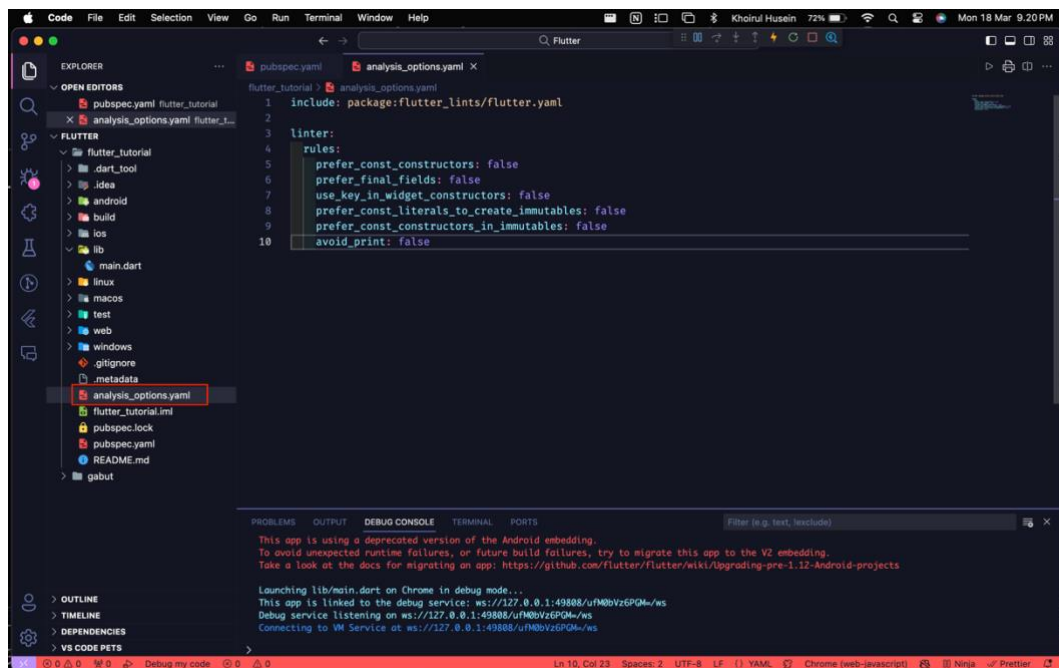 Code File Edit Selection View Go Run Terminal Window Help Khoirul Husein 72% Mon 18 Mar 9.20 PM
Flutter
EXPLORER
OPEN EDITORS
pubspec.yaml flutter_tutorial
analysis_options.yaml flutter_t...
FLUTTER
flutter_tutorial
.dart_tool
.idea
android
build
ios
lib
main.dart
linux
macos
test
web
windows
.gitignore
.metadata
analysis_options.yaml
flutter_tutorial.iml
pubspec.lock
pubspec.yaml
README.md
gabut
OUTLINE
TIMELINE
DEPENDENCIES
VS CODE PETS
pubspec.yaml analysis_options.yaml
flutter_tutorial > analysis_options.yaml
1 include: package:flutter_lints/flutter.yaml
2
3 linter:
4 rules:
5 prefer_const_constructors: false
6 prefer_final_fields: false
7 use_key_in_widget_constructors: false
8 prefer_const_literals_to_create_immutables: false
9 prefer_const_constructors_in_immutables: false
10 avoid_print: false
PROBLEMS OUTPUT DEBUG CONSOLE TERMINAL PORTS Filter (e.g. text, !exclude)
This app is using a deprecated version of the Android embedding.
To avoid unexpected runtime failures, or future build failures, try to migrate this app to the V2 embedding.
Take a look at the docs for migrating an app: https://github.com/flutter/flutter/wiki/Upgrading-pre-1.12-Android-projects
Launching lib/main.dart on Chrome in debug mode...
This app is linked to the debug service: ws://127.0.0.1:49808/ufM0bVz6PGM=/ws
Debug service listening on ws://127.0.0.1:49808/ufM0bVz6PGM=/ws
Connecting to VM Service at ws://127.0.0.1:49808/ufM0bVz6PGM=/ws
0 0 0 Debug my code 0 0 Ln 10, Col 23 Spaces: 2 UTF-8 LF {} YAML Chrome (web-javascript) Ninja Prettier